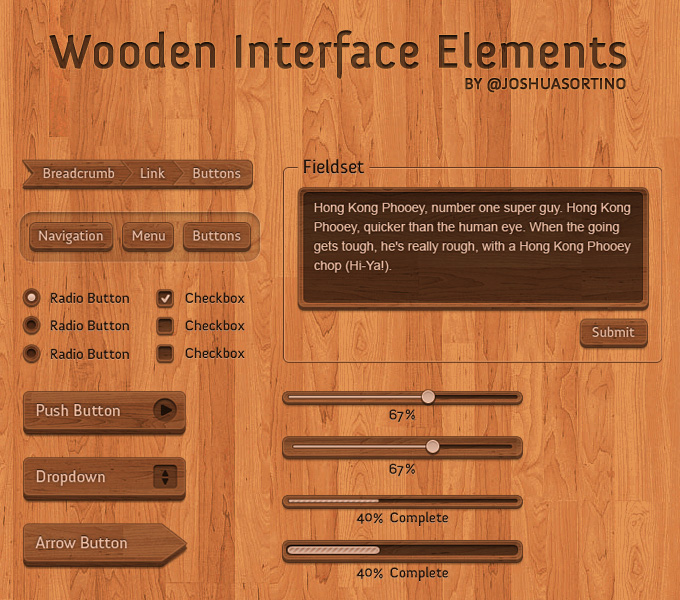 Wooden Interface Elements
BY @JOSHUASORTINO
Breadcrumb Link Buttons
Navigation Menu Buttons
Radio Button Checkbox
Radio Button Checkbox
Radio Button Checkbox
Push Button
Dropdown
Arrow Button
Fieldset
Hong Kong Phooey, number one super guy. Hong Kong
Phooey, quicker than the human eye. When the going
gets tough, he's really rough, with a Hong Kong Phooey
chop (Hi-Ya!).
Submit
67%
67%
40% Complete
40% Complete